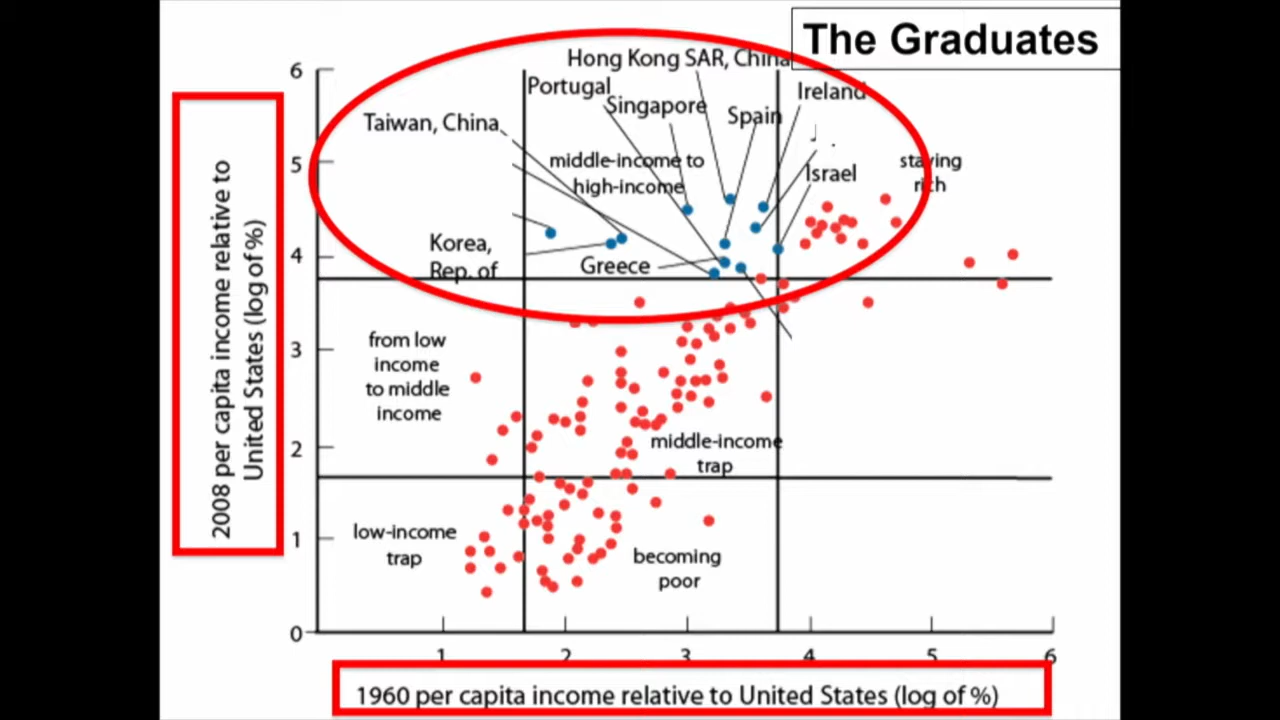 The Graduates
Hong Kong SAR, China
Portugal
Singapore
Ireland
Spain
Taiwan, China
middle-income to
high-income
Israel
staying
rich
Korea,
Rep. of
Greece
from low
income
to middle
income
middle-income
trap
low-income
trap
becoming
poor
6
5
4
3
2
1
0
1
2
3
4
5
6
2008 per capita income relative to
United States (log of %)
1960 per capita income relative to United States (log of %)